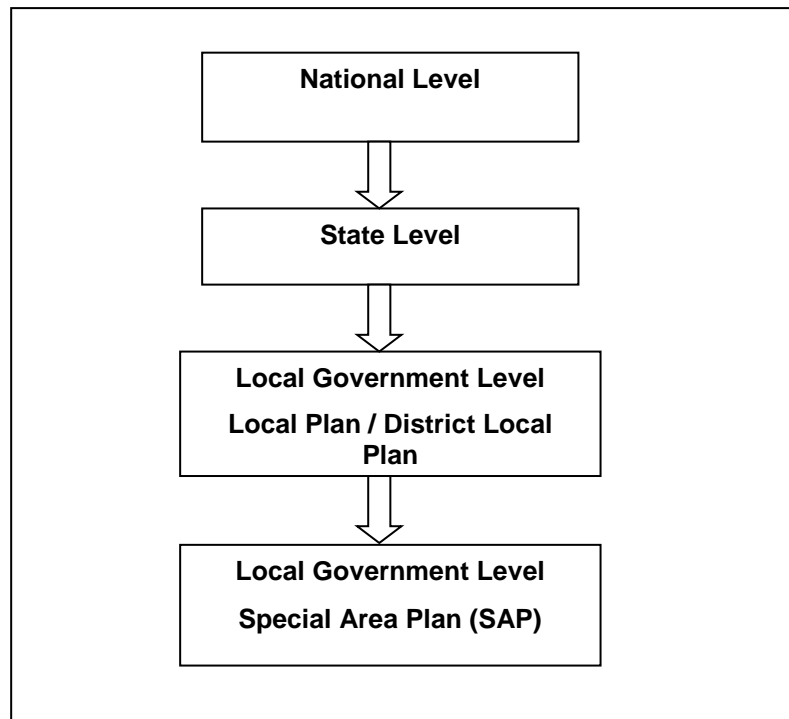 National Level
State Level
Local Government Level
Local Plan / District Local
Plan
Local Government Level
Special Area Plan (SAP)